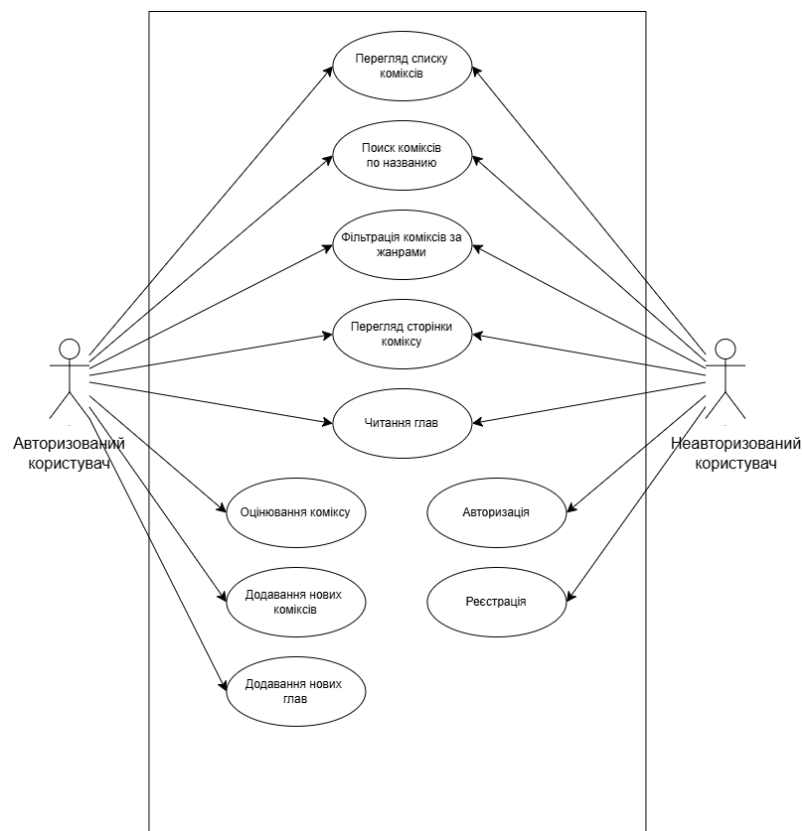 Перегляд списку
коміксів
Поиск коміксів
по названию
Фільтрація коміксів за
жанрами
Перегляд сторінки
коміксу
Читання глав
Авторизований
користувач
Неавторизований
користувач
Оцінювання коміксу
Авторизація
Додавання нових
коміксів
Реєстрація
Додавання нових
глав